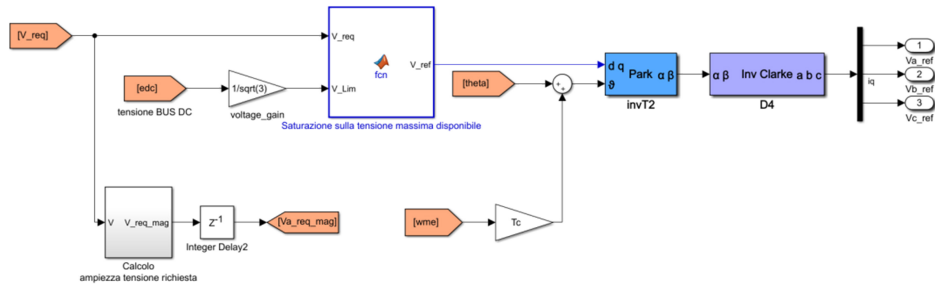 [V_req]
V_req
fcn
V_ref
V_Lim
[edc]
tensione BUS DC
1/sqrt(3)
voltage_gain
Saturazione sulla tensione massima disponibile
[theta]
+
+
d q
ϑ
Park
α β
invT2
α β
Inv Clarke
a b c
D4
iq
1
Va_ref
2
Vb_ref
3
Vc_ref
V
V_req_mag
Calcolo
ampiezza tensione richiesta
Z-1
Integer Delay2
[Va_req_mag]
[wme]
Tc